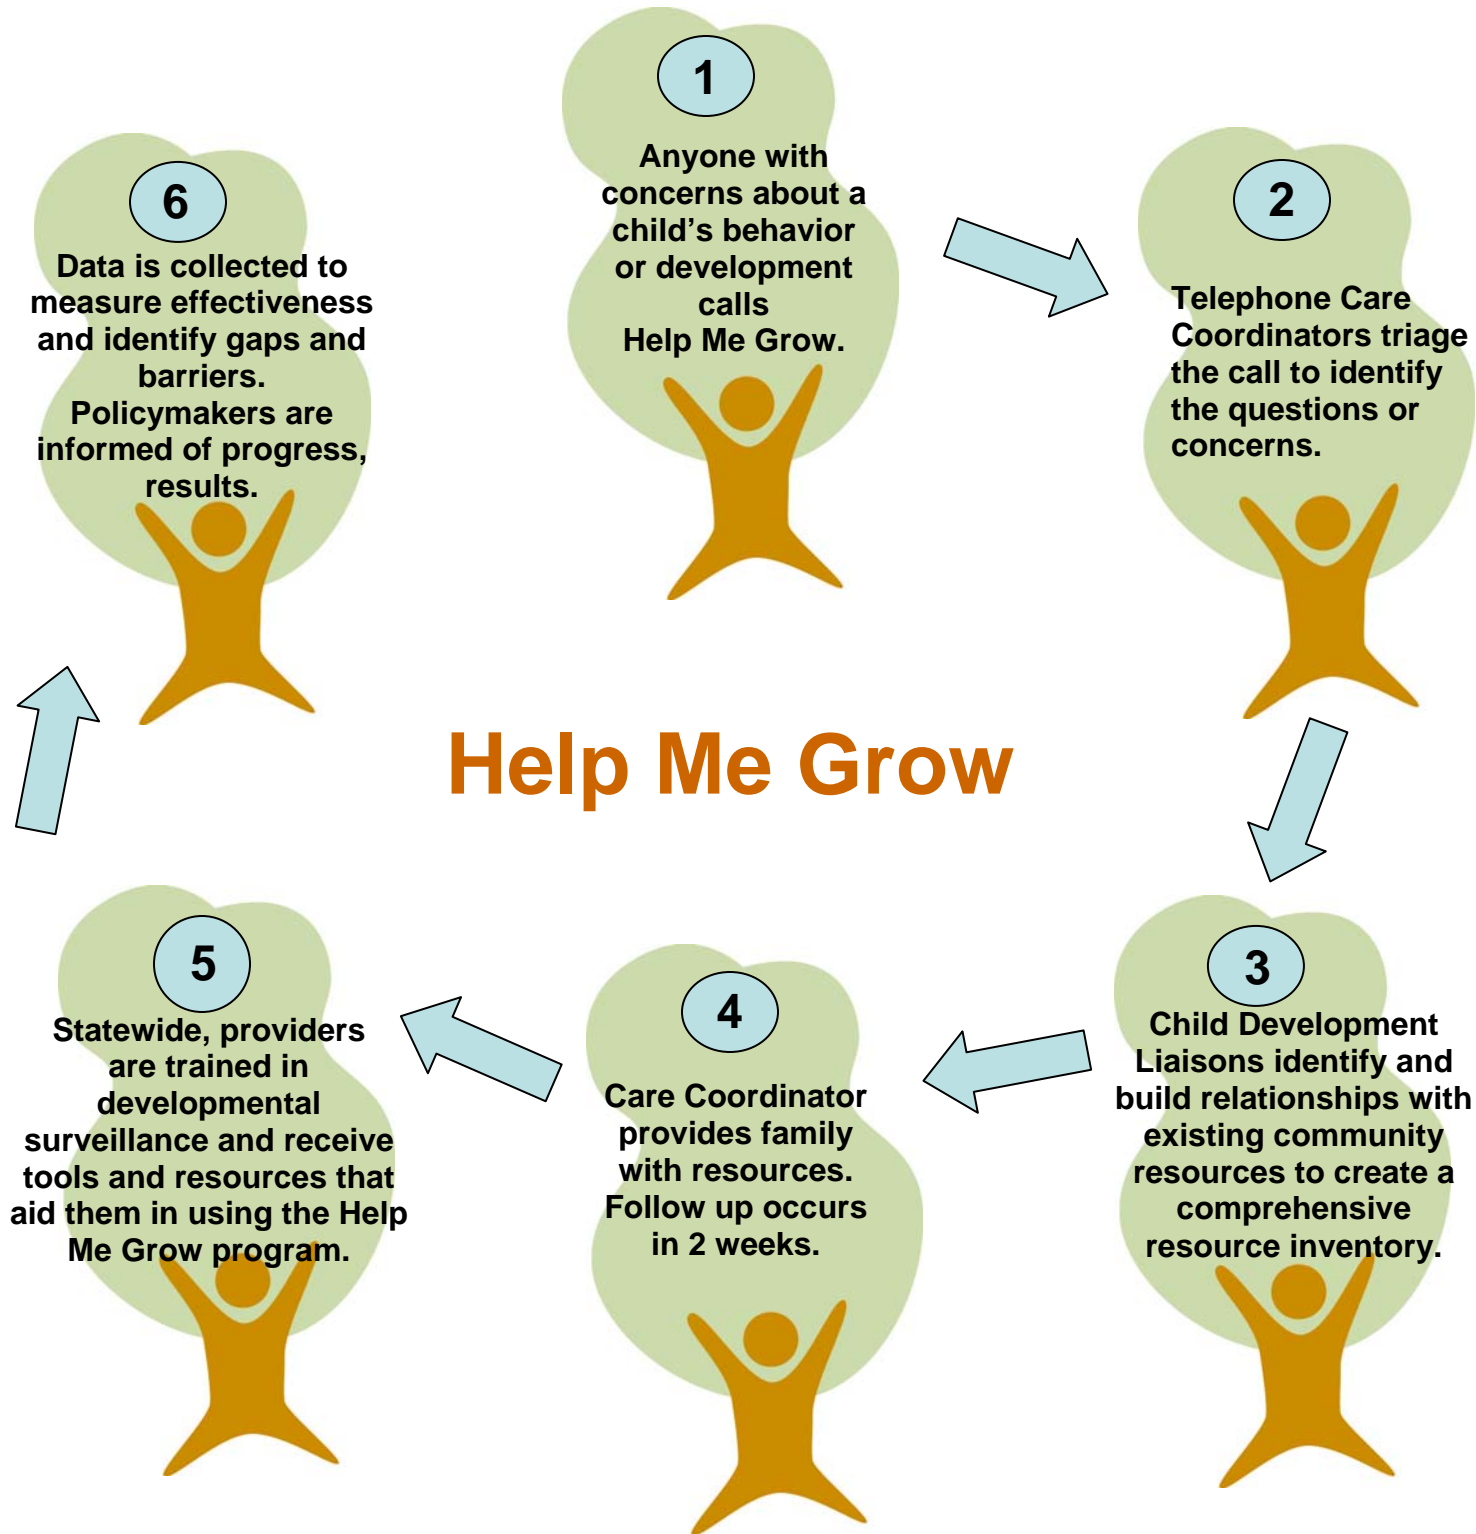 1
Anyone with
concerns about a
child’s behavior
or development
calls
Help Me Grow.
2
Telephone Care
Coordinators triage
the call to identify
the questions or
concerns.
3
Child Development
Liaisons identify and
build relationships with
existing community
resources to create a
comprehensive
resource inventory.
4
Care Coordinator
provides family
with resources.
Follow up occurs
in 2 weeks.
5
Statewide, providers
are trained in
developmental
surveillance and receive
tools and resources that
aid them in using the Help
Me Grow program.
6
Data is collected to
measure effectiveness
and identify gaps and
barriers.
Policymakers are
informed of progress,
results.
Help Me Grow